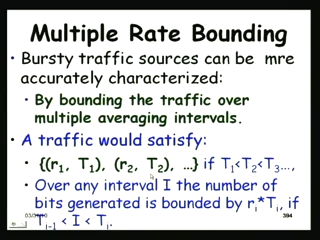 Multiple Rate Bounding
• Bursty traffic sources can be mre
accurately characterized:
• By bounding the traffic over
multiple averaging intervals.
• A traffic would satisfy:
• {(r₁, T₁), (r₂, T₂), …} if T₁<T₂<T₃…,
• Over any interval I the number of
bits generated is bounded by rᵢ*Tᵢ, if
Tᵢ₋₁ < I < Tᵢ.